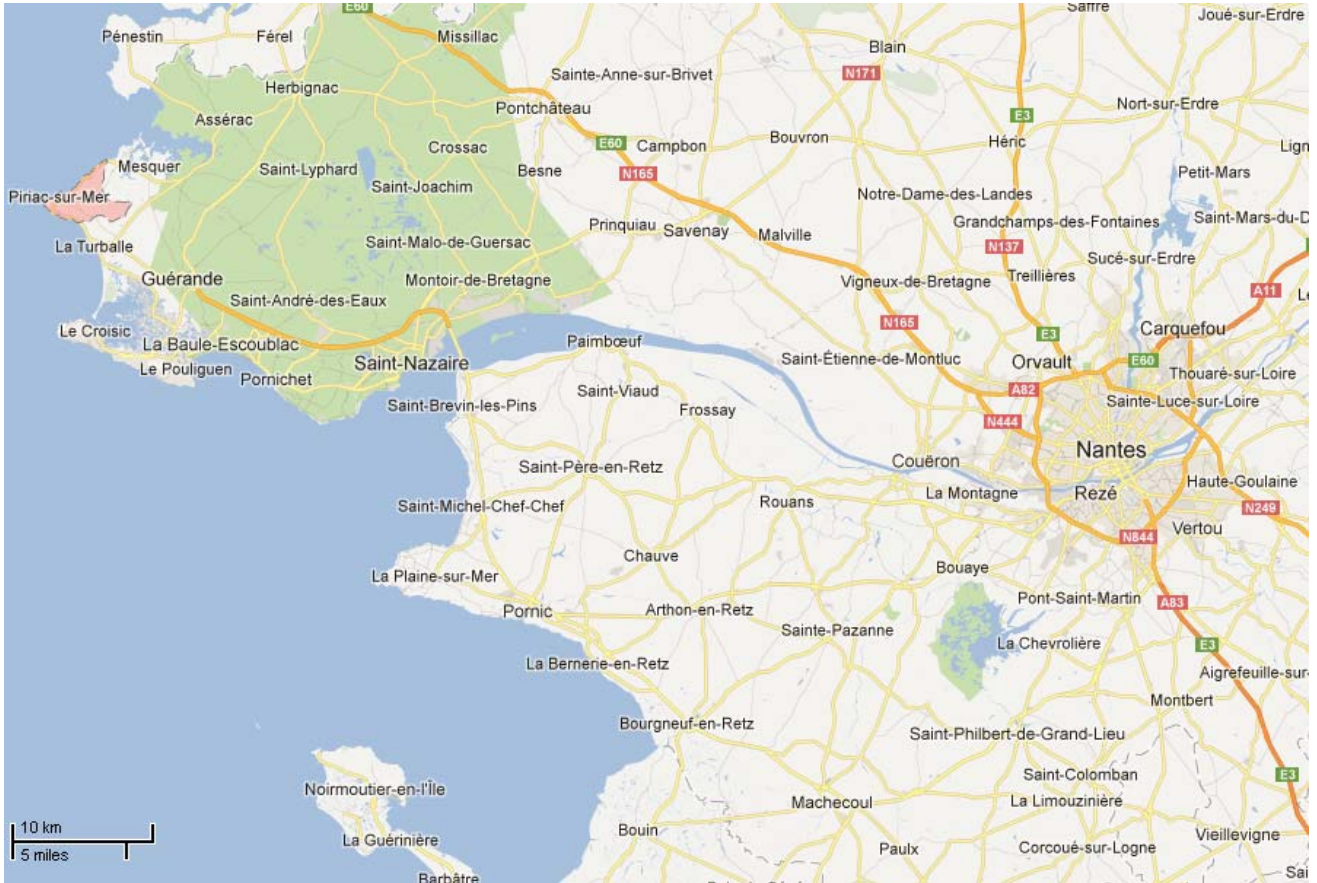 E60
Saffré
Joué-sur-Erdre
Pénestin
Férel
Missillac
Blain
Sainte-Anne-sur-Brivet
N171
Herbignac
Pontchâteau
Nort-sur-Erdre
Assérac
E3
Crossac
E60
Campbon
Bouvron
Héric
Mesquer
Saint-Lyphard
Besne
N165
Petit-Mars
Saint-Joachim
Notre-Dame-des-Landes
Piriac-sur-Mer
Prinquiau
Savenay
Malville
Grandchamps-des-Fontaines
Saint-Mars-du-D
La Turballe
Saint-Malo-de-Guersac
N137
Sucé-sur-Erdre
Guérande
Montoir-de-Bretagne
Vigneux-de-Bretagne
Treillières
A11
Saint-André-des-Eaux
N165
Le Croisic
La Baule-Escoublac
Paimbœuf
E3
Carquefou
Le Pouliguen
Saint-Nazaire
Saint-Étienne-de-Montluc
Orvault
E60
Pornichet
Saint-Viaud
A82
Thouaré-sur-Loire
Saint-Brevin-les-Pins
Frossay
N444
Sainte-Luce-sur-Loire
Nantes
Saint-Père-en-Retz
Couëron
La Montagne
Rezé
Haute-Goulaine
Saint-Michel-Chef-Chef
Rouans
N249
N844
Vertou
Chauve
La Plaine-sur-Mer
Bouaye
Pornic
Arthon-en-Retz
Pont-Saint-Martin
A83
Sainte-Pazanne
La Chevrolière
E3
La Bernerie-en-Retz
Aigrefeuille-sur-
Montbert
Bourgneuf-en-Retz
Saint-Philbert-de-Grand-Lieu
Noirmoutier-en-l'Île
Saint-Colomban
E3
Machecoul
La Limouzinière
10 km
La Guérinière
Bouin
Vieillevigne
5 miles
Paulx
Corcoué-sur-Logne
Barbâtre
Sai